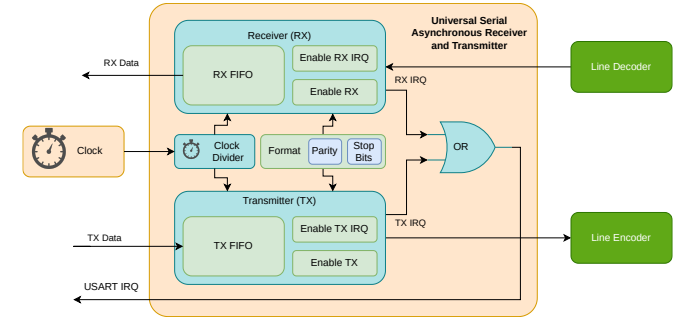 Universal Serial
Asynchronous Receiver
and Transmitter
Receiver (RX)
RX FIFO
Enable RX IRQ
Enable RX
RX Data
RX IRQ
Line Decoder
Clock
Clock
Divider
Format
Parity
Stop
Bits
OR
Transmitter (TX)
TX FIFO
Enable TX IRQ
Enable TX
TX IRQ
TX Data
Line Encoder
USART IRQ